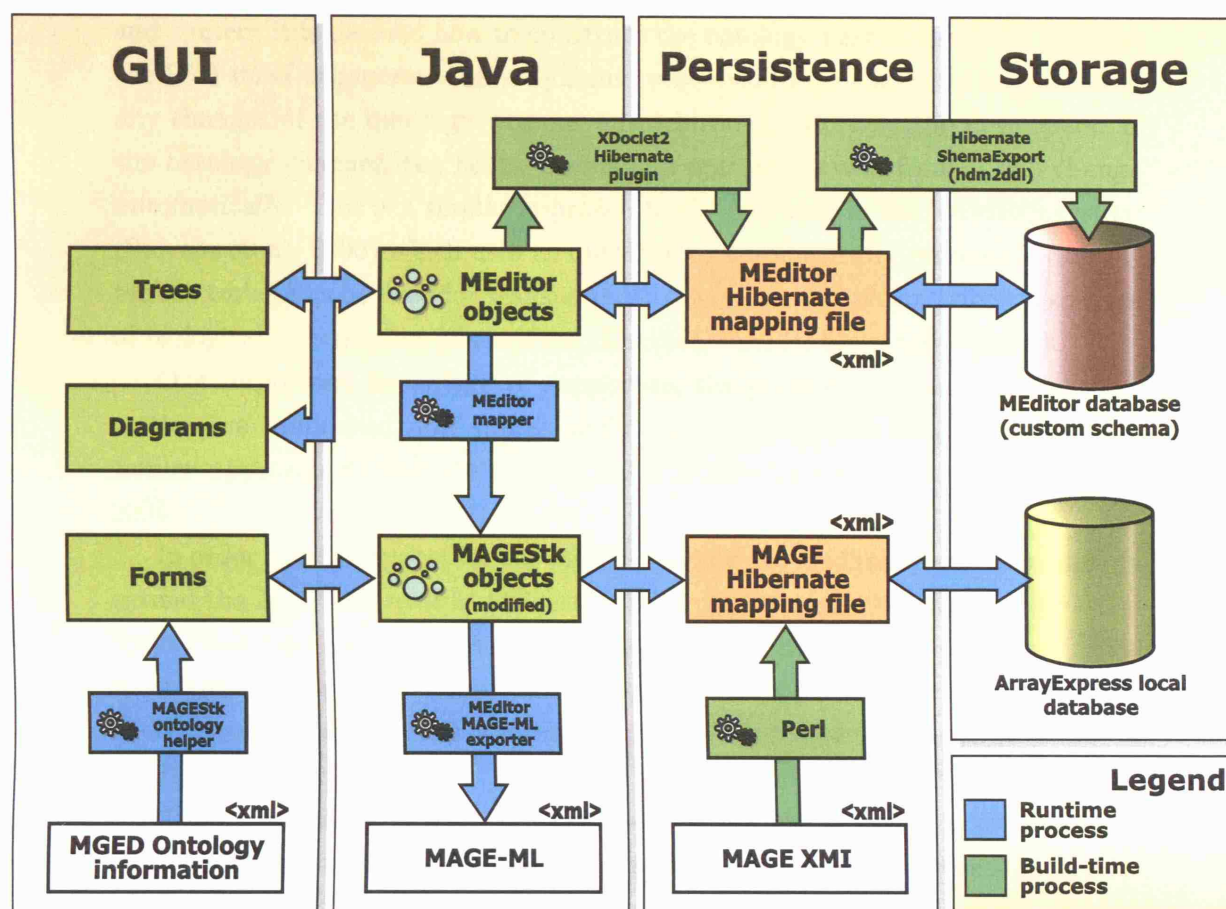 GUI
Java
Persistence
Storage
XDoclet2
Hibernate
plugin
Hibernate
ShemaExport
(hdm2ddl)
Trees
MEditor
objects
MEditor
Hibernate
mapping file
<xml>
MEditor database
(custom schema)
Diagrams
MEditor
mapper
Forms
MAGEStk
objects
(modified)
<xml>
MAGE
Hibernate
mapping file
ArrayExpress local
database
MAGEStk
ontology
helper
MEditor
MAGE-ML
exporter
Perl
<xml>
MGED Ontology
information
<xml>
MAGE-ML
<xml>
MAGE XMI
Legend
Runtime
process
Build-time
process